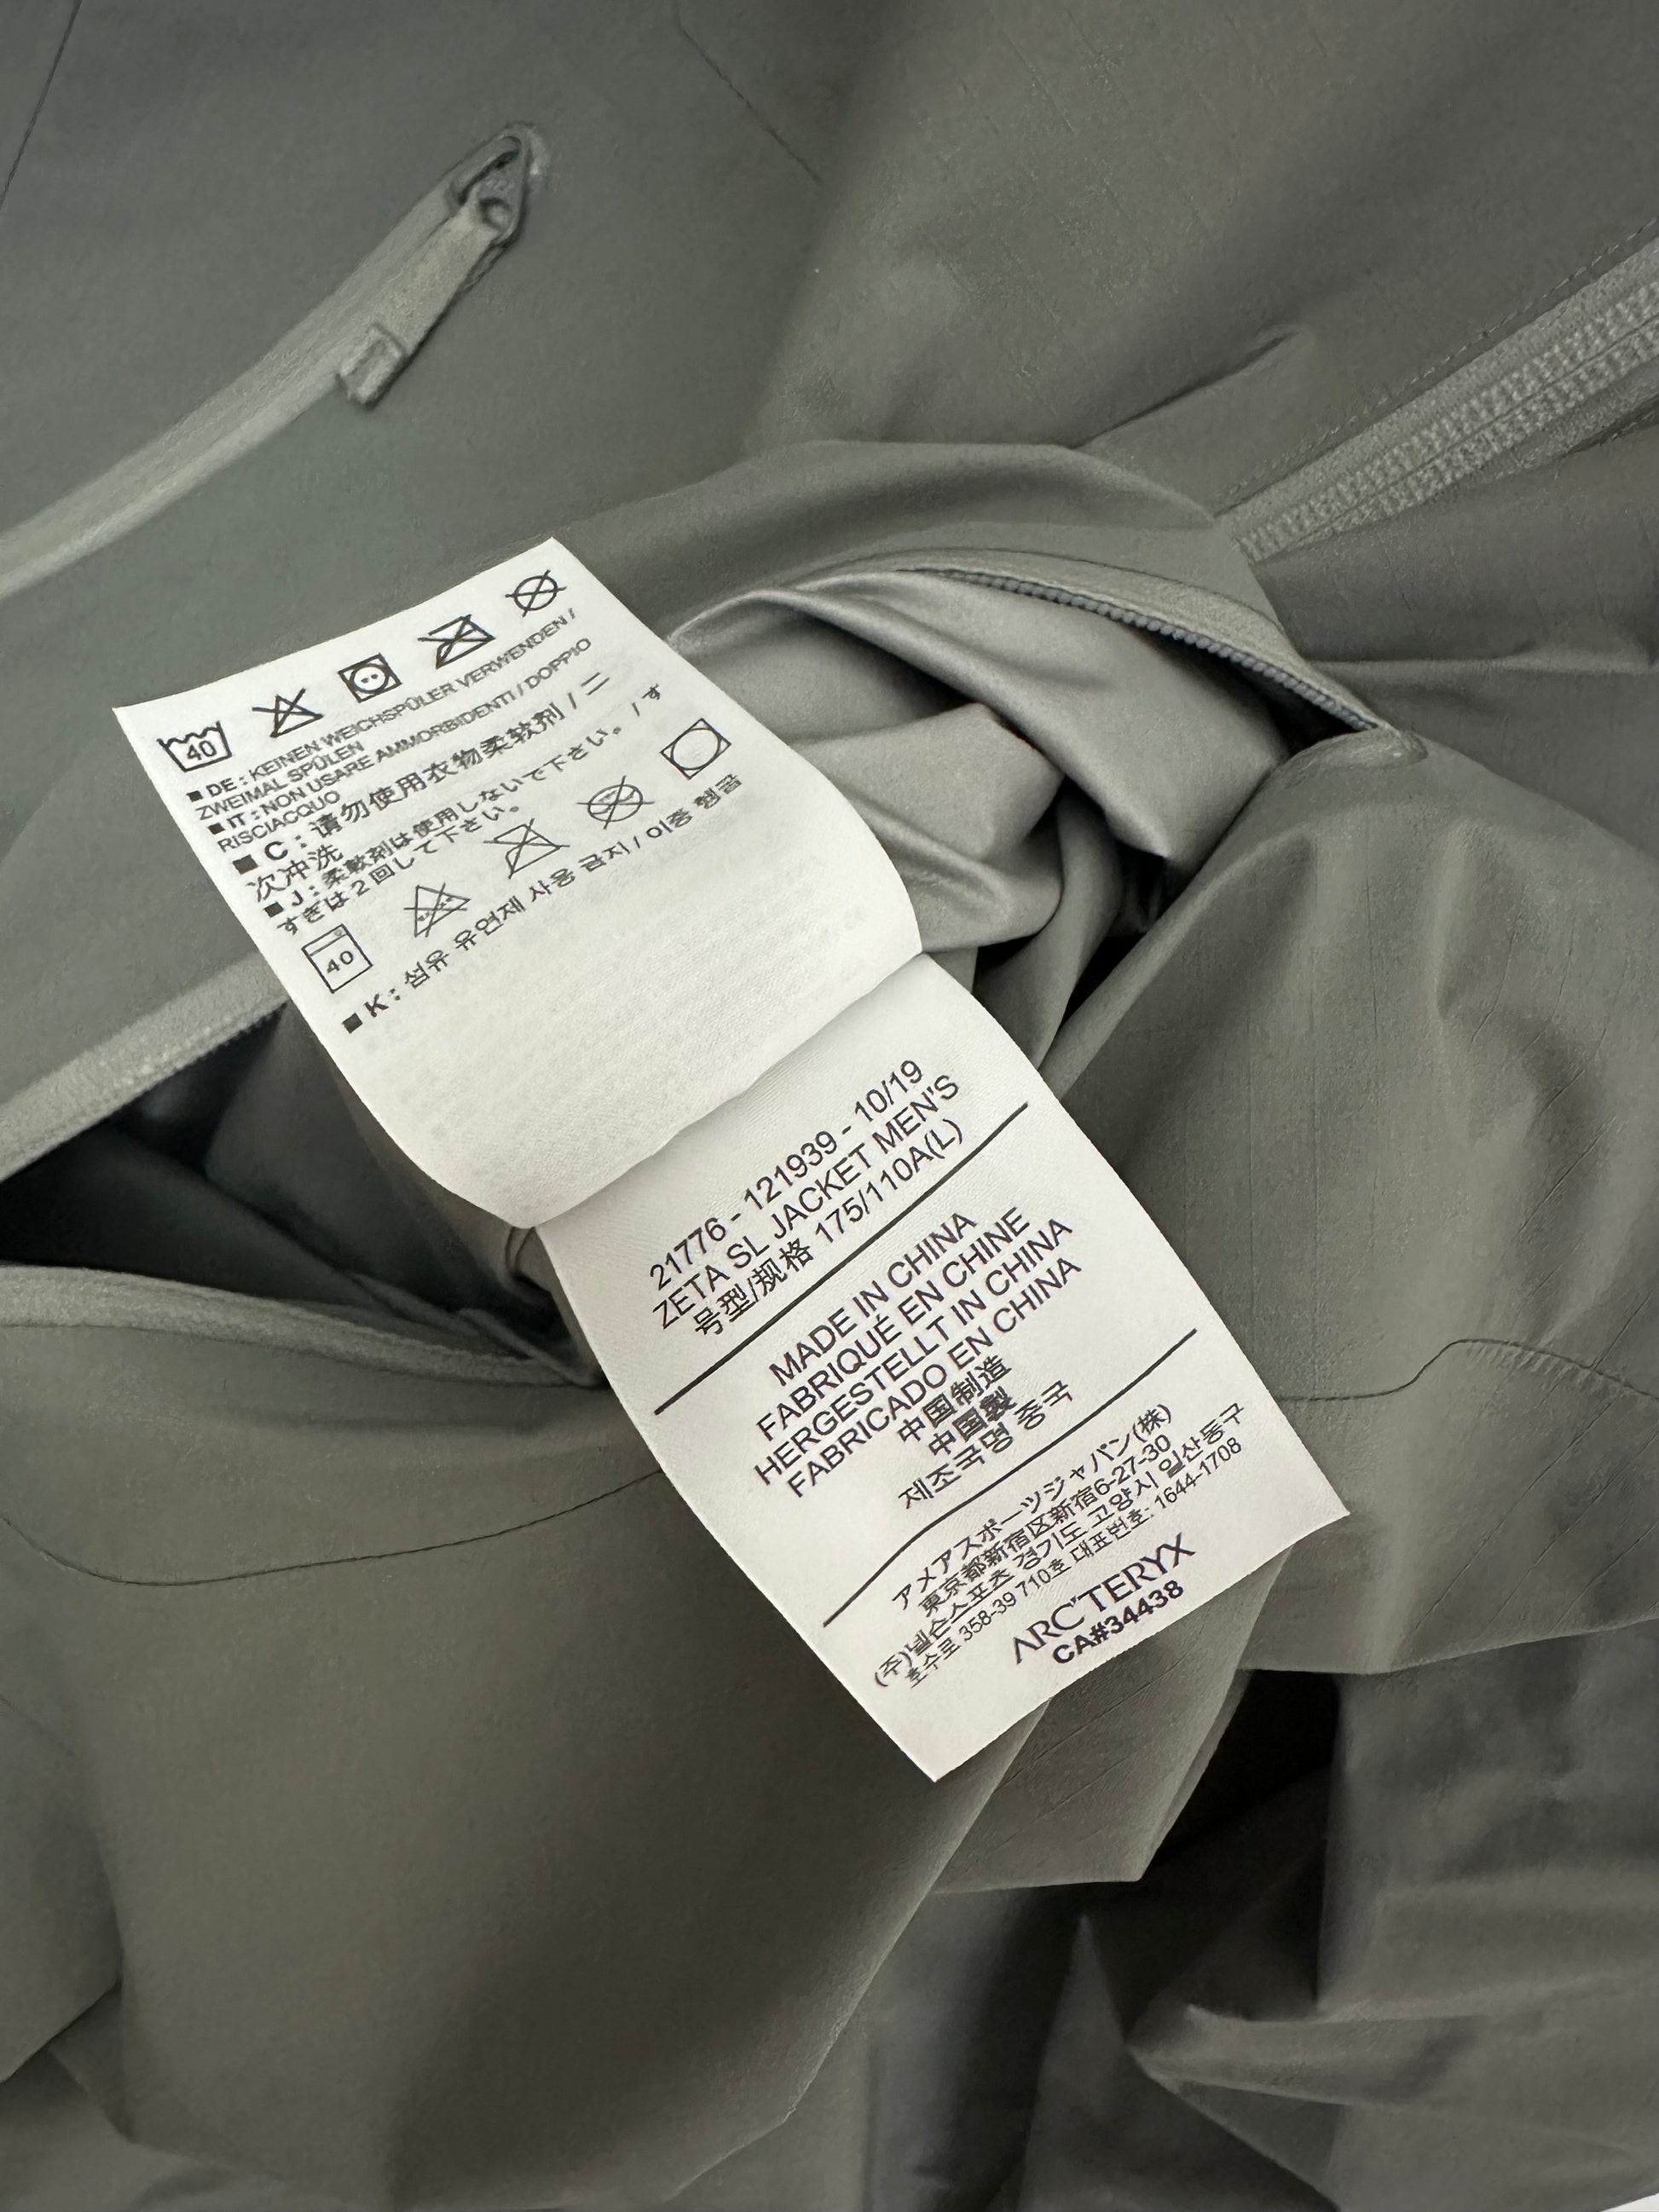 40
■ DE : KEINEN WEICHSPÜLER VERWENDEN /
ZWEIMAL SPÜLEN
■ IT : NON USARE AMMORBIDENTI / DOPPIO
RISCIACQUO
■ C : 请勿使用衣物柔软剂 / 二
次冲洗
■ J : 柔軟剤は使用しないで下さい。 / す
すぎは２回して下さい。
40
■ K : 섬유 유연제 사용 금지 / 이중 헹굼
21776 - 121939 - 10/19
ZETA SL JACKET MEN'S
号型/规格 175/110A(L)
MADE IN CHINA
FABRIQUÉ EN CHINE
HERGESTELLT IN CHINA
FABRICADO EN CHINA
中国制造
中国製
제조국명 중국
アメアスポーツジャパン(株)
東京都新宿区新宿6-27-30
(주)넬슨스포츠 경기도 고양시 일산동구
호수로 358-39 710호 대표번호: 1644-1708
ARC'TERYX
CA#34438